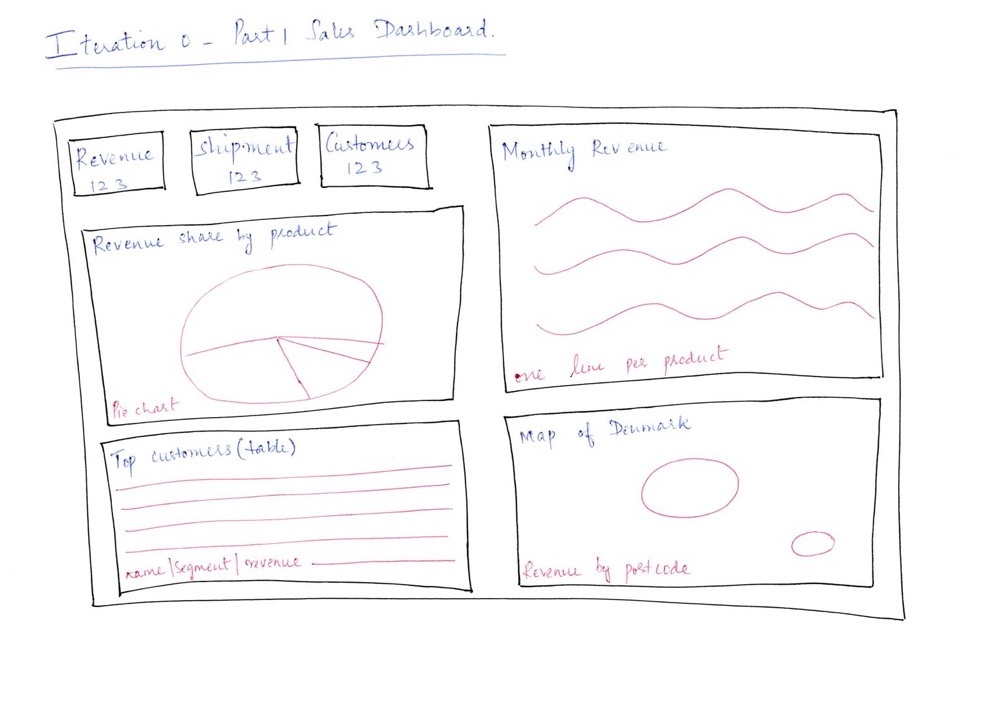 Iteration 0 - Part 1 Sales Dashboard.
Revenue
123
Shipment
123
Customers
123
Monthly Revenue
one line per product
Revenue share by product
Pie chart
Top customers (table)
name/segment/revenue
Map of Denmark
Revenue by postcode